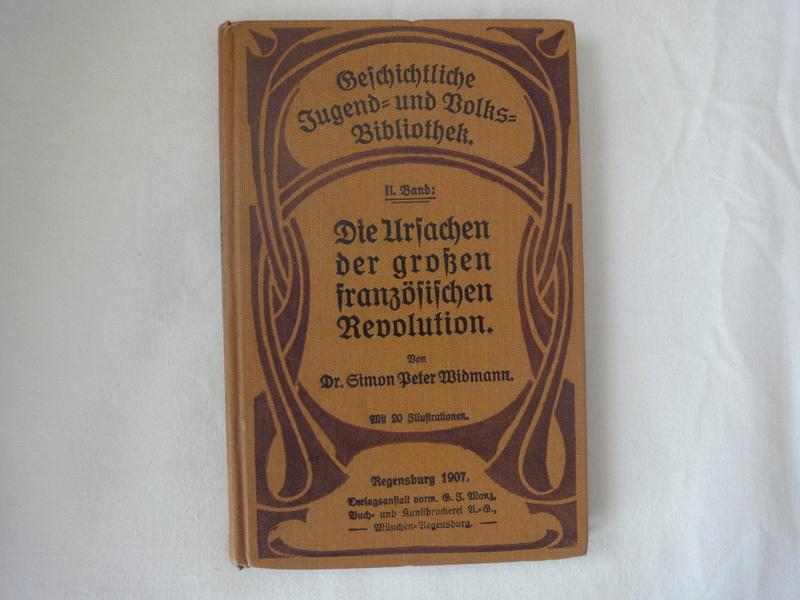 Geschichtliche
Jugend- und Volks-
Bibliothek.
II. Band:
Die Ursachen
der großen
französischen
Revolution.
Von
Dr. Simon Peter Widmann.
Mit 20 Illustrationen.
Regensburg 1907.
Verlagsanstalt vorm. G. J. Manz,
Buch- und Kunstdruckerei A.-G.,
— München-Regensburg. —